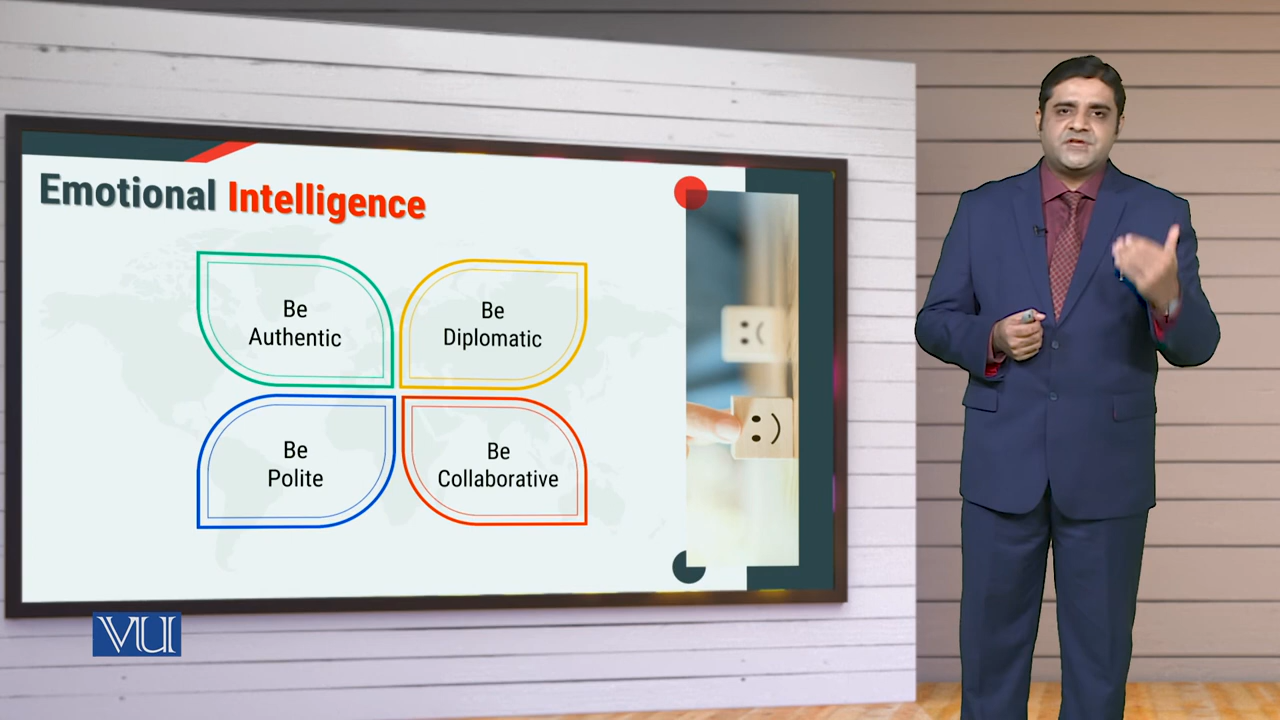 Emotional Intelligence
Be
Authentic
Be
Diplomatic
Be
Polite
Be
Collaborative
VU